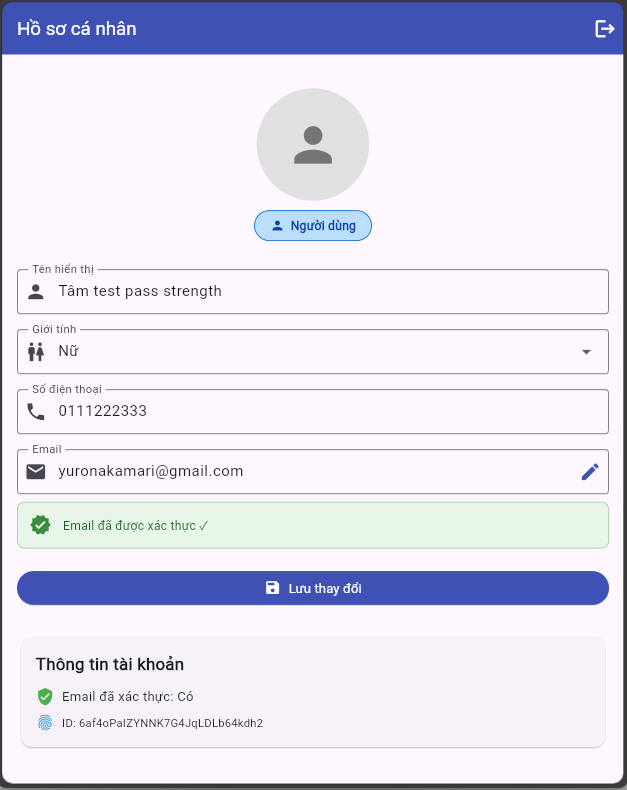 Hồ sơ cá nhân
Người dùng
Tên hiển thị
Tâm test pass strength
Giới tính
Nữ
Số điện thoại
0111222333
Email
yuronakamari@gmail.com
Email đã được xác thực ✓
Lưu thay đổi
Thông tin tài khoản
Email đã xác thực: Có
ID: 6af4oPaIZYNNK7G4JqLDLb64kdh2